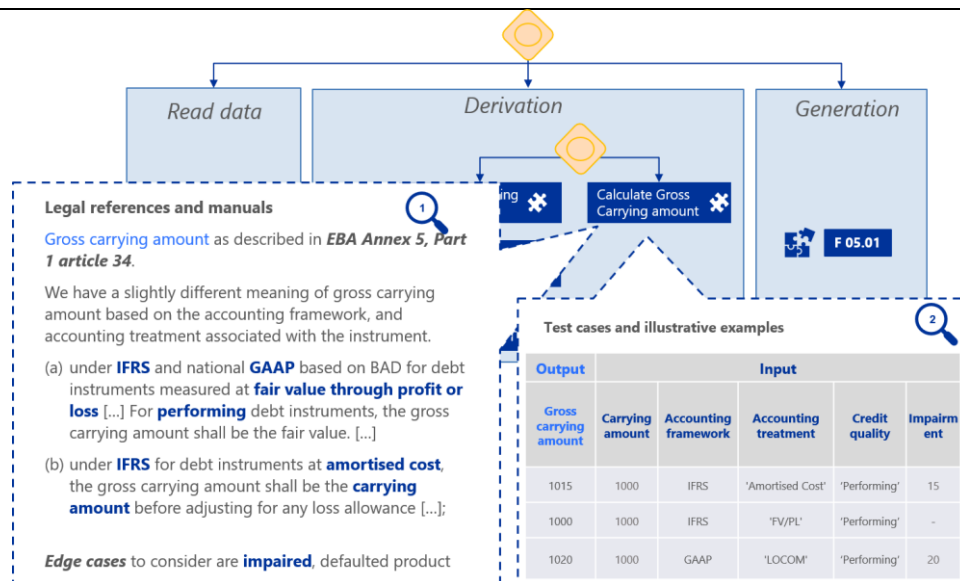 Read data
Derivation
Generation
ing
Calculate Gross
Carrying amount
F 05.01
Legal references and manuals
1
Gross carrying amount as described in EBA Annex 5, Part
1 article 34.
We have a slightly different meaning of gross carrying
amount based on the accounting framework, and
accounting treatment associated with the instrument.
(a) under IFRS and national GAAP based on BAD for debt
instruments measured at fair value through profit or
loss [...] For performing debt instruments, the gross
carrying amount shall be the fair value. [...]
(b) under IFRS for debt instruments at amortised cost,
the gross carrying amount shall be the carrying
amount before adjusting for any loss allowance [...];
Edge cases to consider are impaired, defaulted product
Test cases and illustrative examples
2
Output Input
Gross
carrying
amount
Carrying
amount
Accounting
framework
Accounting
treatment
Credit
quality
Impairm
ent
1015 1000 IFRS 'Amortised Cost' 'Performing' 15
1000 1000 IFRS 'FV/PL' 'Performing' -
1020 1000 GAAP 'LOCOM' 'Performing' 20